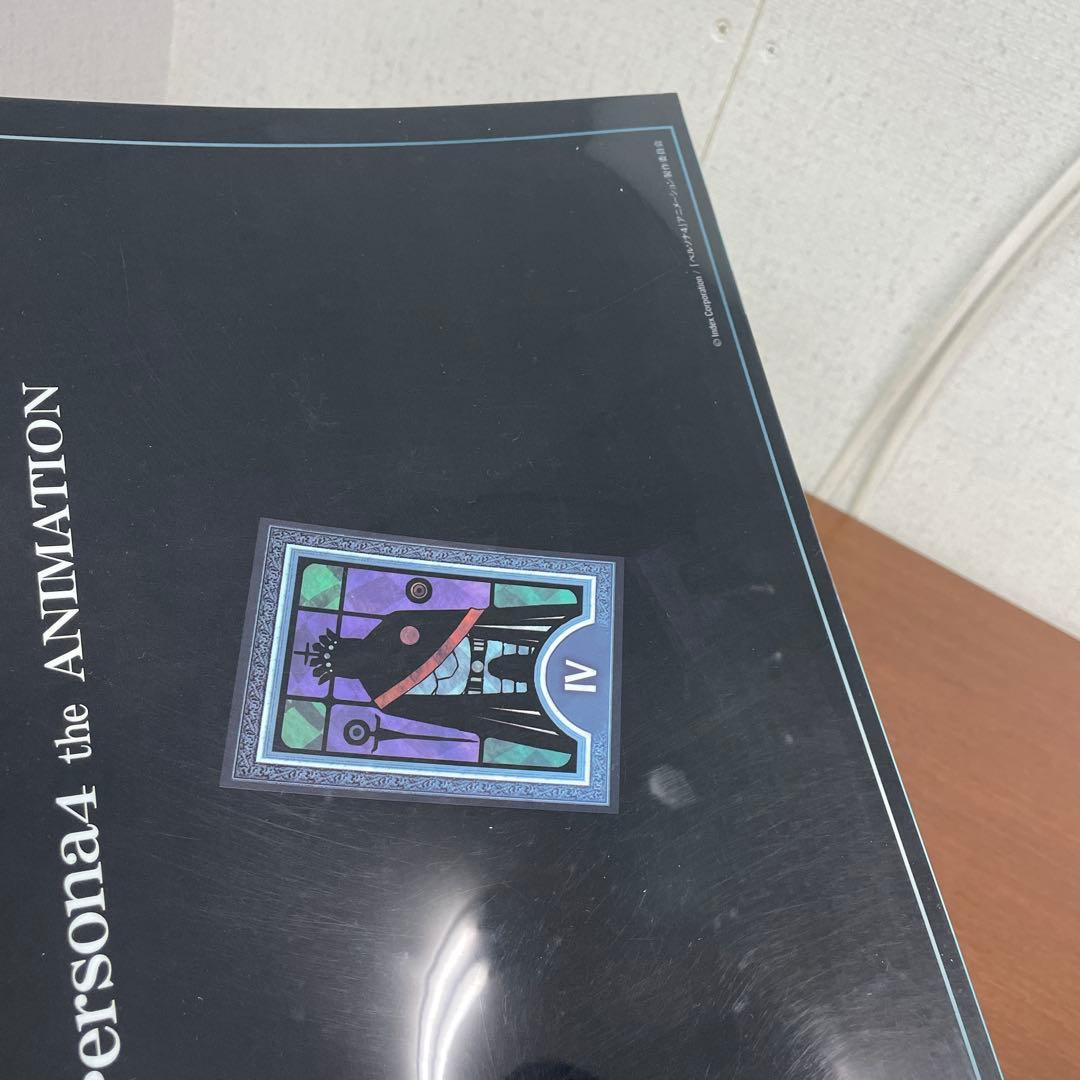 Persona4 the ANIMATION
IV
© Index Corporation / 「ペルソナ4」アニメーション製作委員会